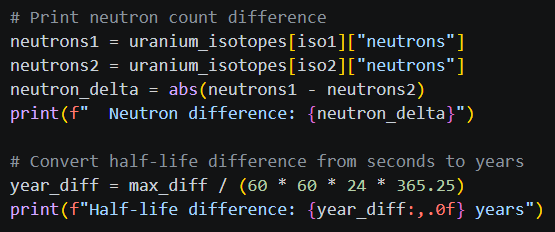 # Print neutron count difference
neutrons1 = uranium_isotopes[iso1]["neutrons"]
neutrons2 = uranium_isotopes[iso2]["neutrons"]
neutron_delta = abs(neutrons1 - neutrons2)
print(f"  Neutron difference: {neutron_delta}")

# Convert half-life difference from seconds to years
year_diff = max_diff / (60 * 60 * 24 * 365.25)
print(f"Half-life difference: {year_diff:,.0f} years")